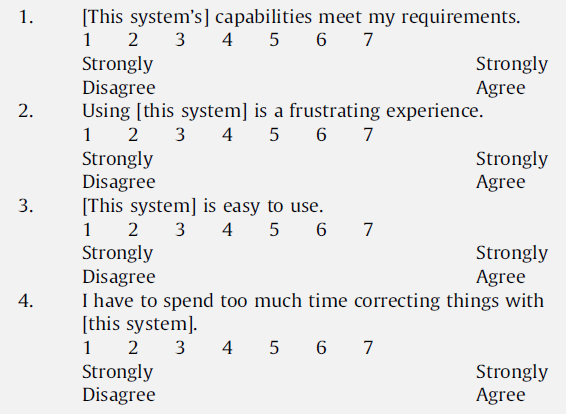 1. [This system's] capabilities meet my requirements.
1 2 3 4 5 6 7
Strongly Strongly
Disagree Agree
2. Using [this system] is a frustrating experience.
1 2 3 4 5 6 7
Strongly Strongly
Disagree Agree
3. [This system] is easy to use.
1 2 3 4 5 6 7
Strongly Strongly
Disagree Agree
4. I have to spend too much time correcting things with
[this system].
1 2 3 4 5 6 7
Strongly Strongly
Disagree Agree